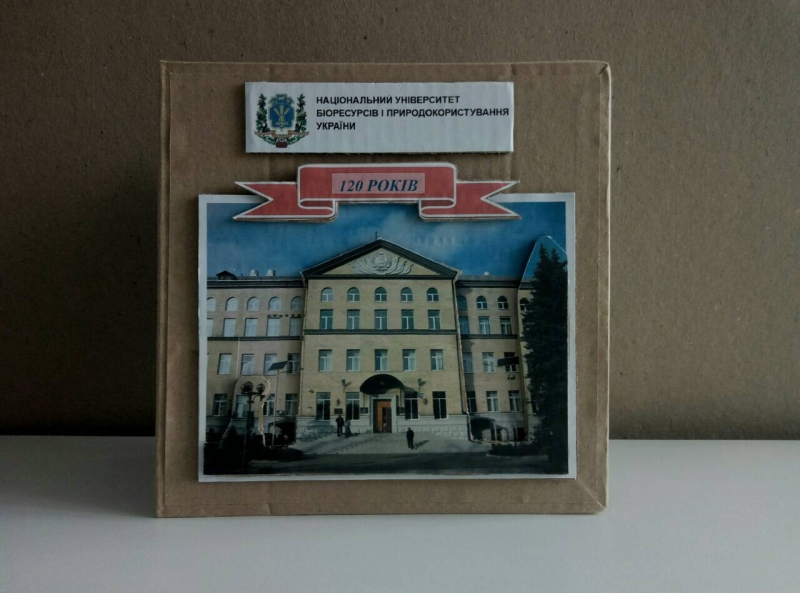 НАЦІОНАЛЬНИЙ УНІВЕРСИТЕТ
БІОРЕСУРСІВ І ПРИРОДОКОРИСТУВАННЯ
УКРАЇНИ
120 РОКІВ